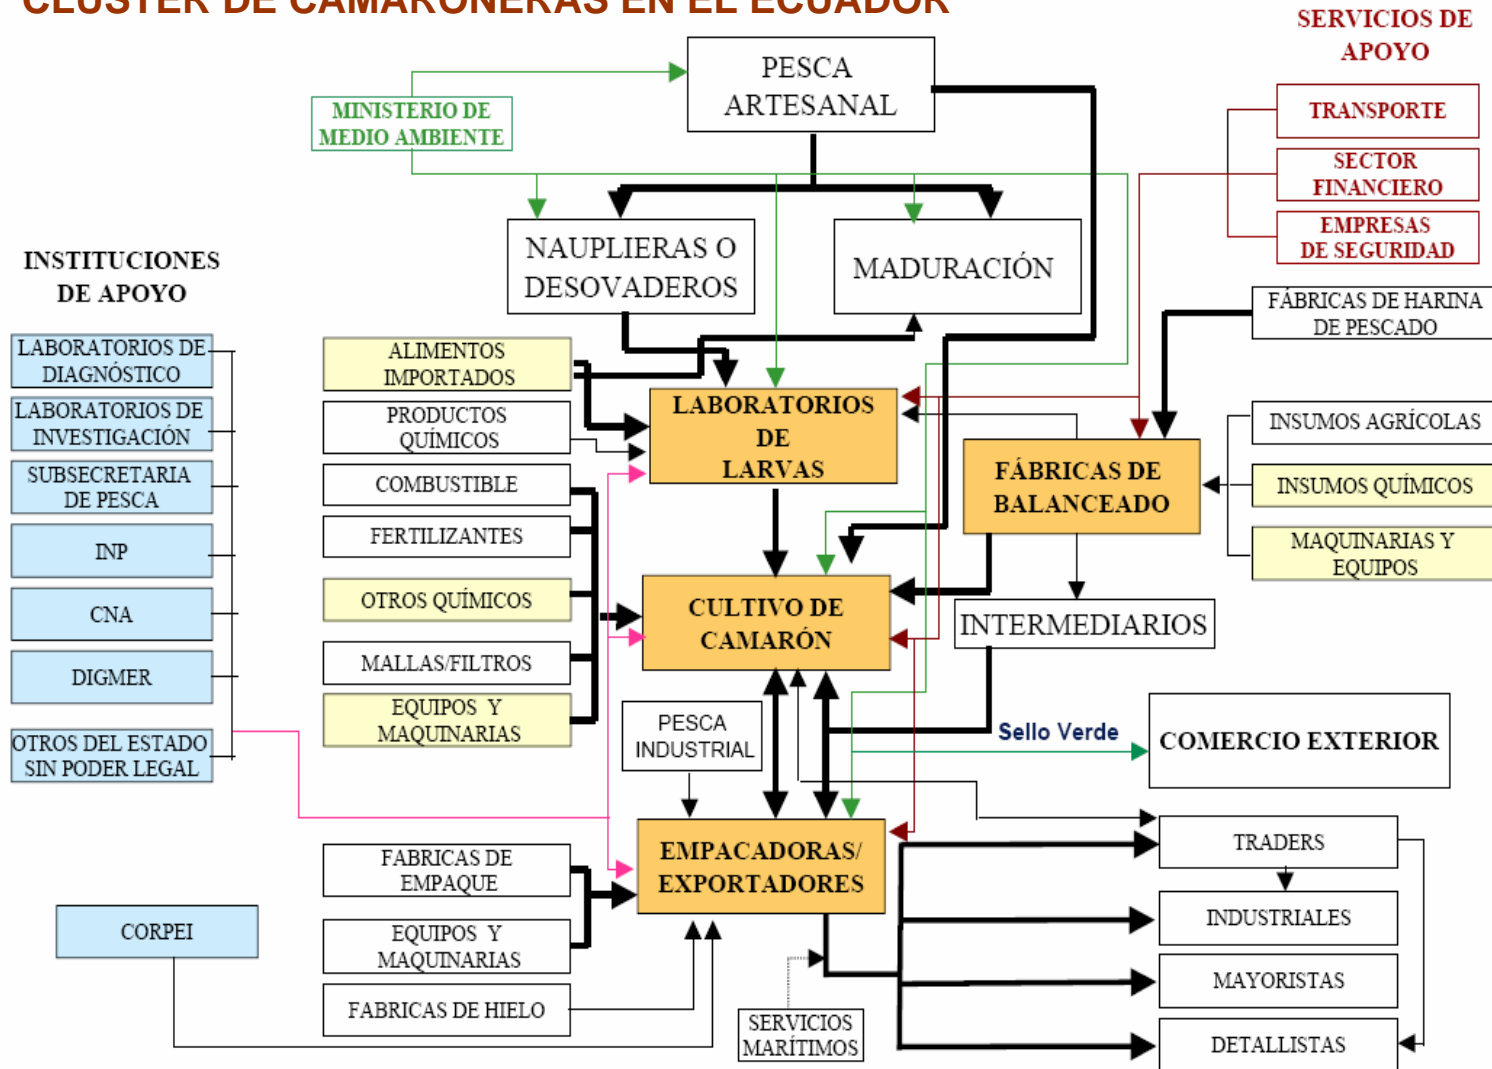 CLUSTER DE CAMARONERAS EN EL ECUADOR
SERVICIOS DE
APOYO
PESCA
ARTESANAL
MINISTERIO DE
MEDIO AMBIENTE
TRANSPORTE
SECTOR
FINANCIERO
EMPRESAS
DE SEGURIDAD
NAUPLIERAS O
DESOVADEROS
MADURACIÓN
INSTITUCIONES
DE APOYO
FÁBRICAS DE HARINA
DE PESCADO
LABORATORIOS DE
DIAGNÓSTICO
LABORATORIOS DE
INVESTIGACIÓN
SUBSECRETARIA
DE PESCA
INP
CNA
DIGMER
OTROS DEL ESTADO
SIN PODER LEGAL
ALIMENTOS
IMPORTADOS
PRODUCTOS
QUÍMICOS
COMBUSTIBLE
FERTILIZANTES
OTROS QUÍMICOS
MALLAS/FILTROS
EQUIPOS Y
MAQUINARIAS
LABORATORIOS
DE
LARVAS
FÁBRICAS DE
BALANCEADO
INSUMOS AGRÍCOLAS
INSUMOS QUÍMICOS
MAQUINARIAS Y
EQUIPOS
CULTIVO DE
CAMARÓN
INTERMEDIARIOS
PESCA
INDUSTRIAL
Sello Verde
COMERCIO EXTERIOR
EMPACADORAS/
EXPORTADORES
TRADERS
INDUSTRIALES
MAYORISTAS
DETALLISTAS
FABRICAS DE
EMPAQUE
EQUIPOS Y
MAQUINARIAS
FABRICAS DE HIELO
CORPEI
SERVICIOS
MARÍTIMOS